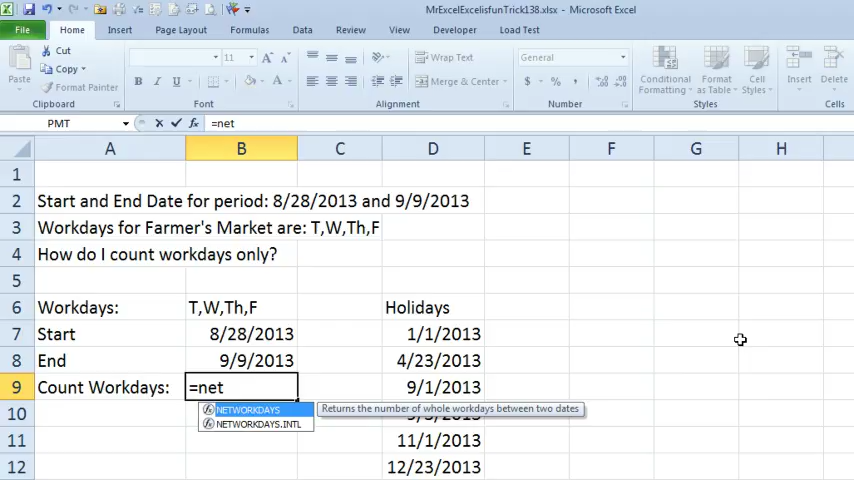 MrExcelExcelisfunTrick138.xlsx - Microsoft Excel
File Home Insert Page Layout Formulas Data Review View Developer Load Test
Paste
Cut
Copy
Format Painter
Clipboard
11
B I U
Font
Wrap Text
Merge & Center
Alignment
General
$ % ,
Number
Conditional Formatting
Format as Table
Cell Styles
Styles
Insert
Delete
Cells
PMT
=net
A B C D E F G H
1
2 Start and End Date for period: 8/28/2013 and 9/9/2013
3 Workdays for Farmer's Market are: T,W,Th,F
4 How do I count workdays only?
5
6 Workdays: T,W,Th,F Holidays
7 Start 8/28/2013 1/1/2013
8 End 9/9/2013 4/23/2013
9 Count Workdays: =net 9/1/2013
NETWORKDAYS Returns the number of whole workdays between two dates
NETWORKDAYS.INTL
10
11 11/1/2013
12 12/23/2013